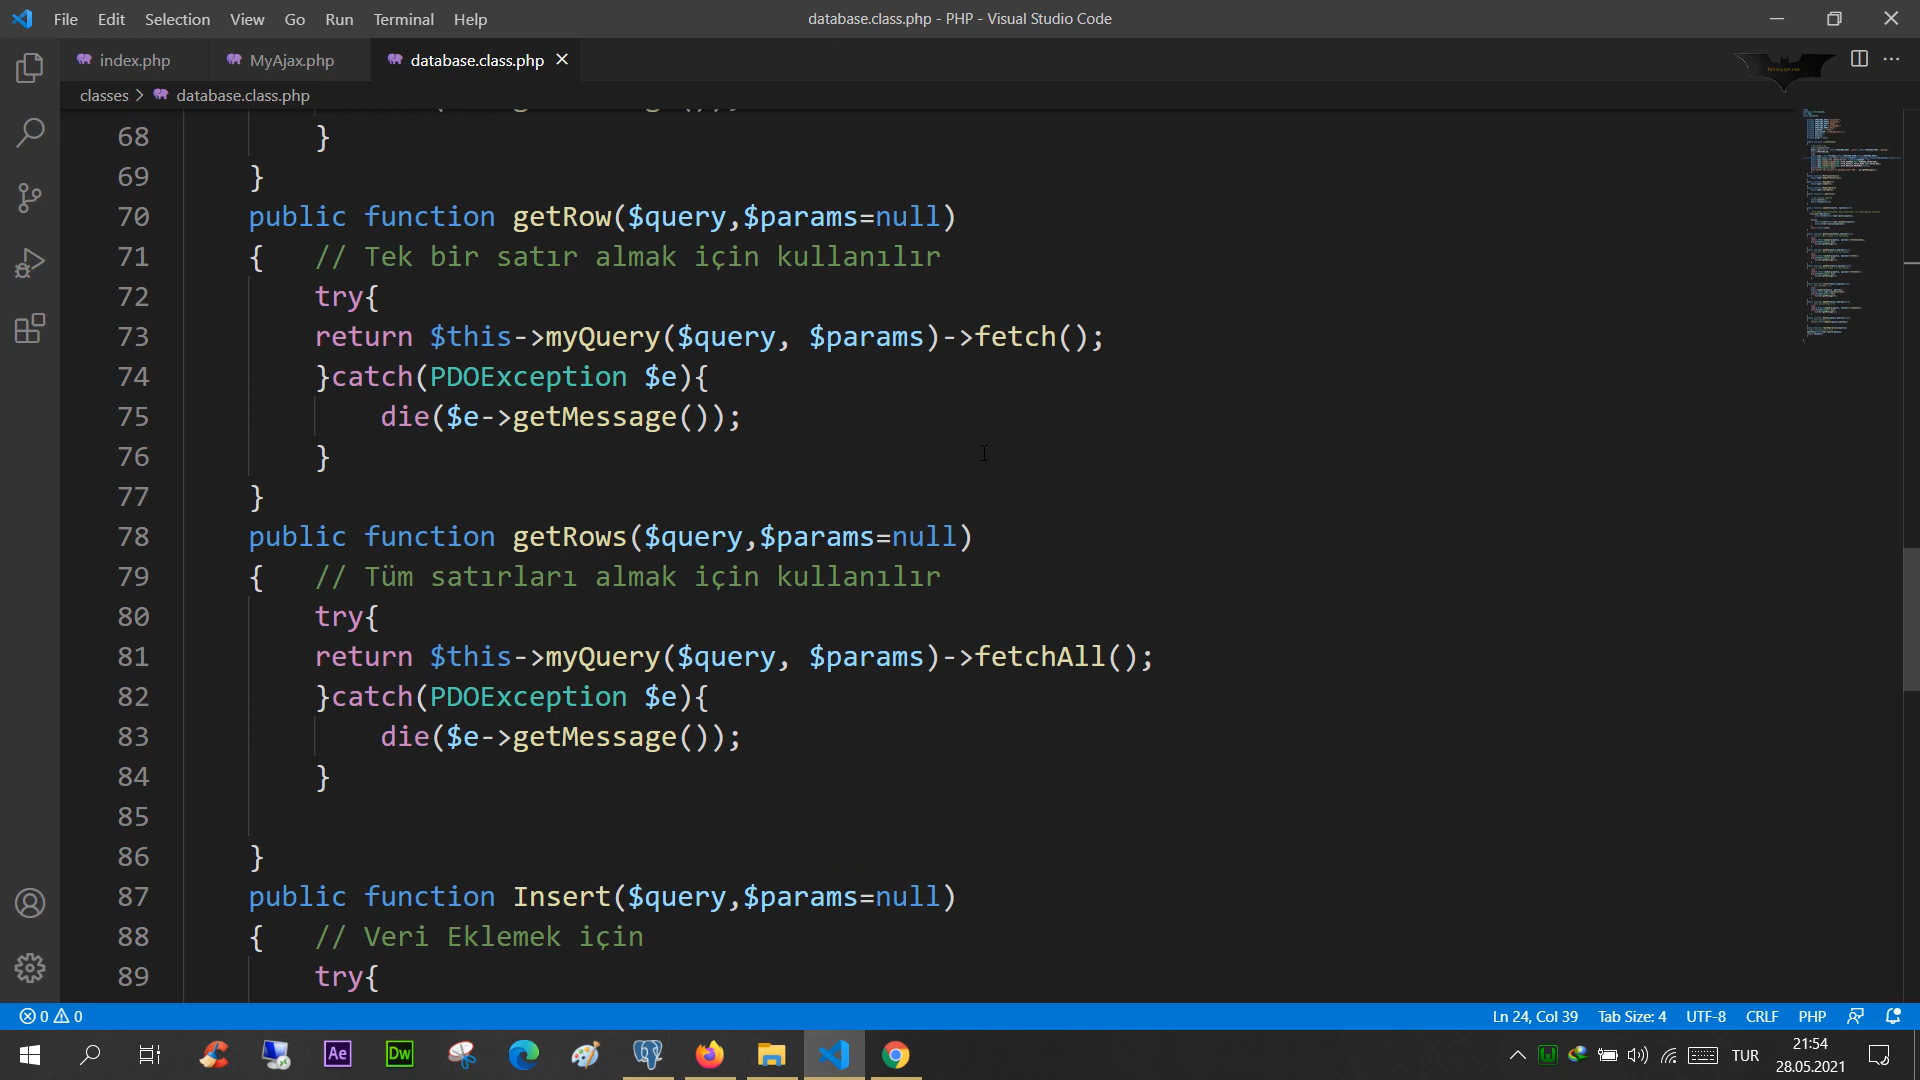 File Edit Selection View Go Run Terminal Help
database.class.php - PHP - Visual Studio Code
index.php
MyAjax.php
database.class.php
classes > database.class.php
68 }
69 }
70 public function getRow($query,$params=null)
71 { // Tek bir satır almak için kullanılır
72 try{
73 return $this->myQuery($query, $params)->fetch();
74 }catch(PDOException $e){
75 die($e->getMessage());
76 }
77 }
78 public function getRows($query,$params=null)
79 { // Tüm satırları almak için kullanılır
80 try{
81 return $this->myQuery($query, $params)->fetchAll();
82 }catch(PDOException $e){
83 die($e->getMessage());
84 }
85
86 }
87 public function Insert($query,$params=null)
88 { // Veri Eklemek için
89 try{
0 0
Ln 24, Col 39 Tab Size: 4 UTF-8 CRLF PHP
Ae
Dw
TUR
21:54
28.05.2021